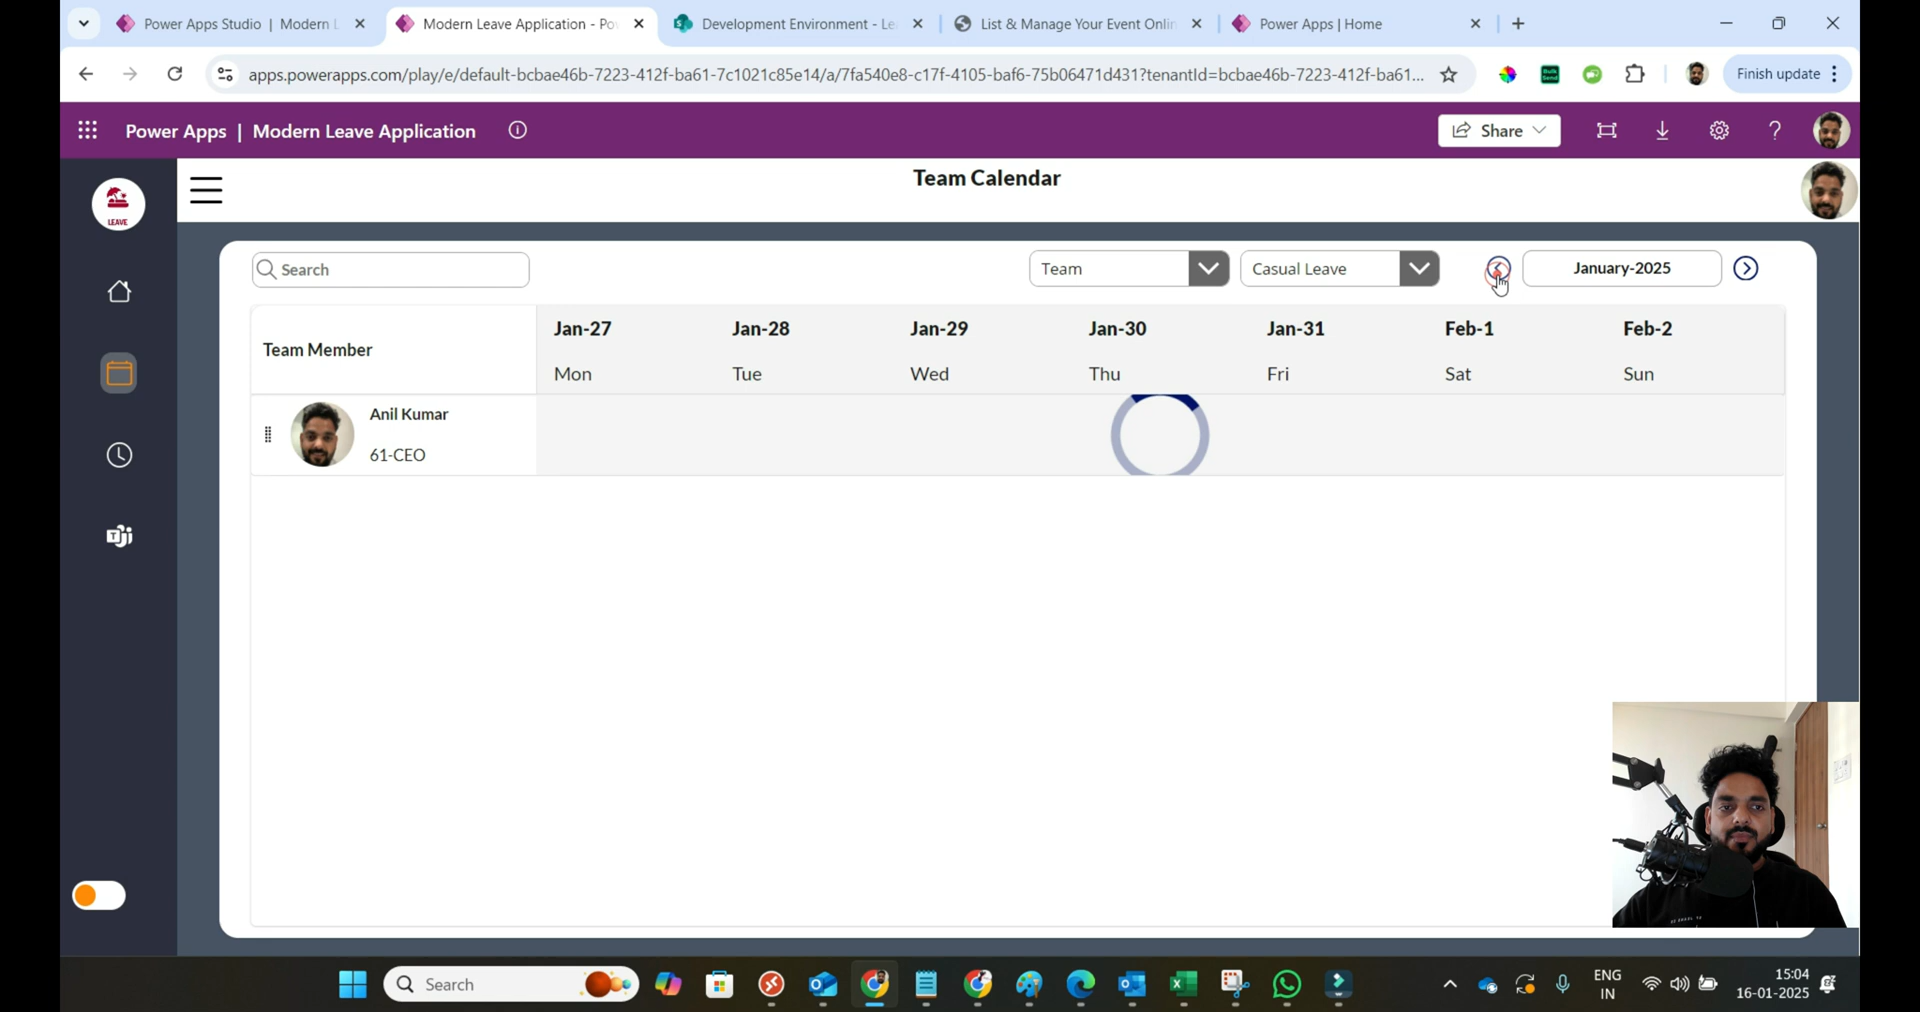 Power Apps Studio | Modern L
Modern Leave Application - Po
Development Environment - Le
List & Manage Your Event Onlin
Power Apps | Home
apps.powerapps.com/play/e/default-bcbae46b-7223-412f-ba61-7c1021c85e14/a/7fa540e8-c17f-4105-baf6-75b06471d431?tenantId=bcbae46b-7223-412f-ba61...
Finish update
Power Apps | Modern Leave Application
Share
LEAVE
Team Calendar
Search
Team
Casual Leave
January-2025
Team Member
Jan-27 Jan-28 Jan-29 Jan-30 Jan-31 Feb-1 Feb-2
Mon Tue Wed Thu Fri Sat Sun
Anil Kumar
61-CEO
Search
ENG
IN
15:04
16-01-2025